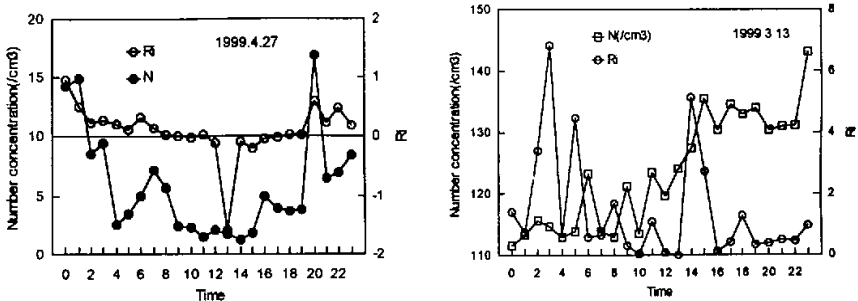 1999.4.27
Ri
N
Number concentration(/cm3)
20
15
10
5
0
2
1
0
-1
-2
Ri
0 2 4 6 8 10 12 14 16 18 20 22
Time
1999 3 13
N(/cm3)
Ri
Number concentration(/cm3)
150
140
130
120
110
8
6
4
2
0
Ri
0 2 4 6 8 10 12 14 16 18 20 22
Time